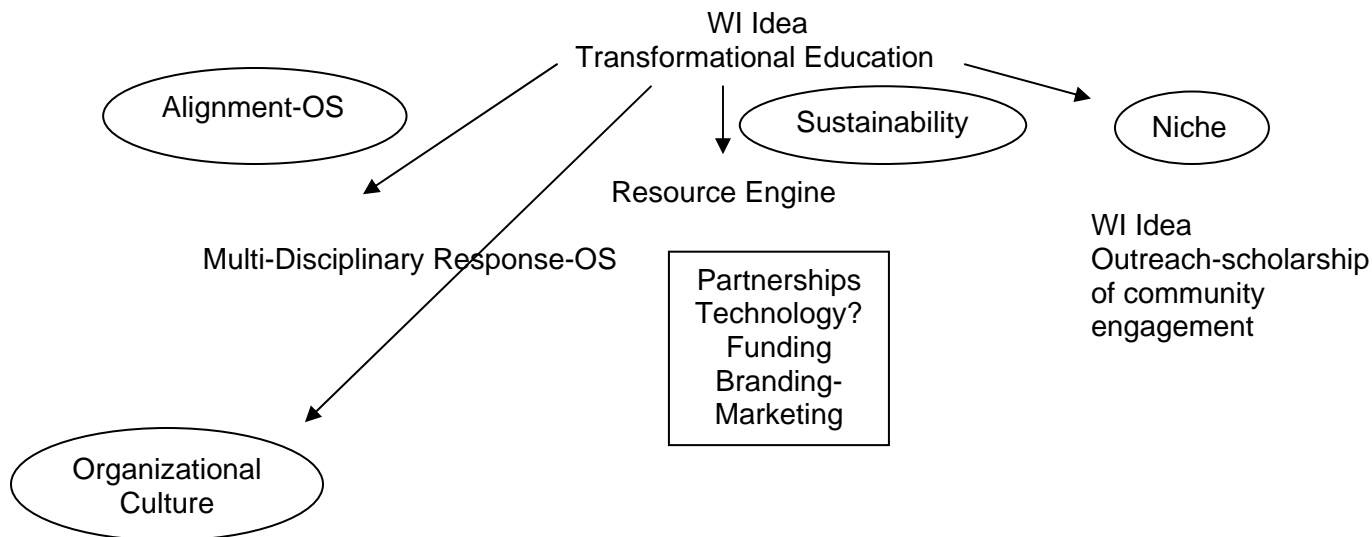 WI Idea
Transformational Education
Alignment-OS
Sustainability
Niche
Resource Engine
Multi-Disciplinary Response-OS
WI Idea
Outreach-scholarship
of community
engagement
Partnerships
Technology?
Funding
Branding-
Marketing
Organizational
Culture